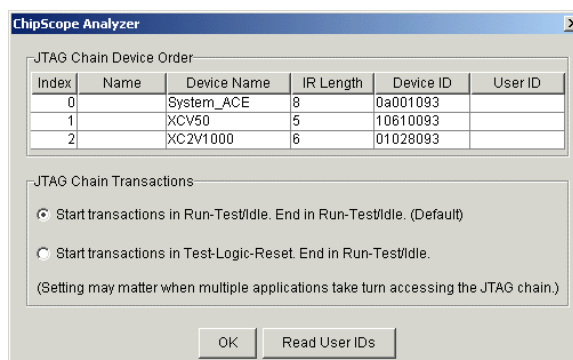 ChipScope Analyzer
JTAG Chain Device Order
Index Name Device Name IR Length Device ID User ID
0 System_ACE 8 0a001093
1 XCV50 5 10610093
2 XC2V1000 6 01028093
JTAG Chain Transactions
Start transactions in Run-Test/Idle. End in Run-Test/Idle. (Default)
Start transactions in Test-Logic-Reset. End in Run-Test/Idle.
(Setting may matter when multiple applications take turn accessing the JTAG chain.)
OK Read User IDs